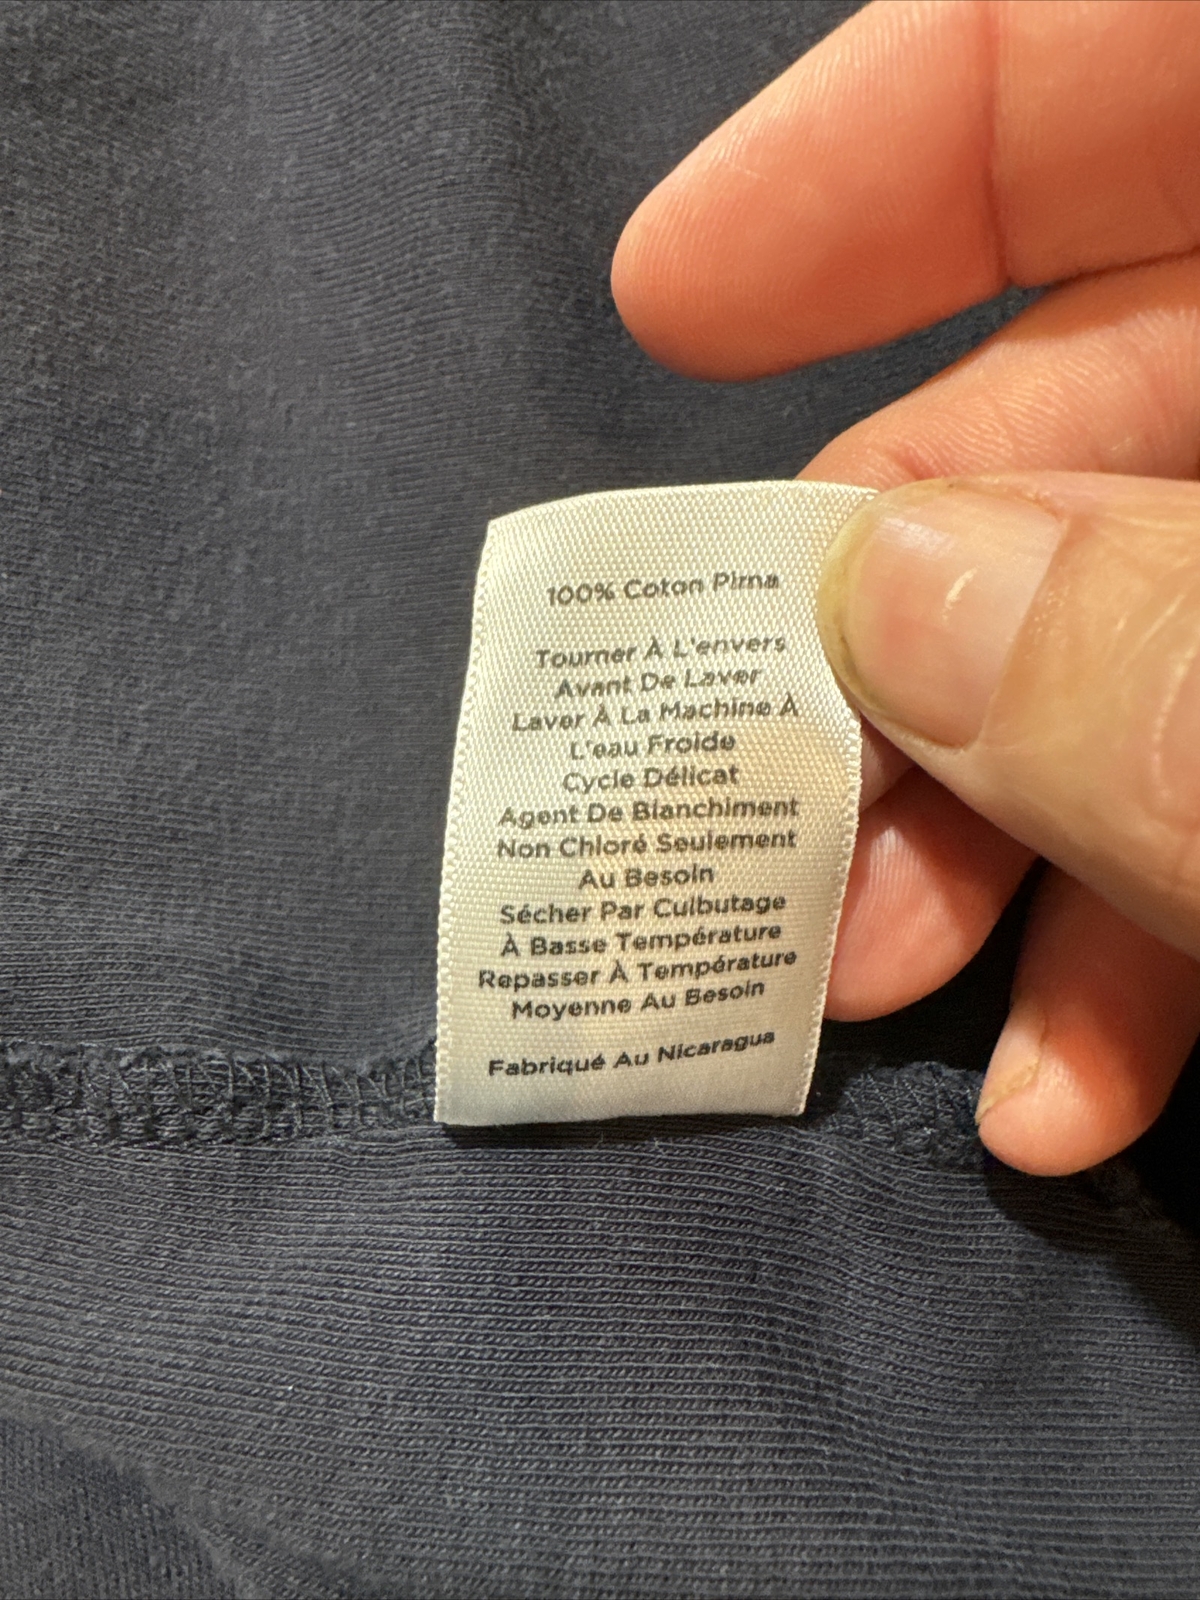 100% Coton Pima
Tourner À L'envers
Avant De Laver
Laver À La Machine À
L'eau Froide
Cycle Délicat
Agent De Blanchiment
Non Chloré Seulement
Au Besoin
Sécher Par Culbutage
À Basse Température
Repasser À Température
Moyenne Au Besoin
Fabriqué Au Nicaragua